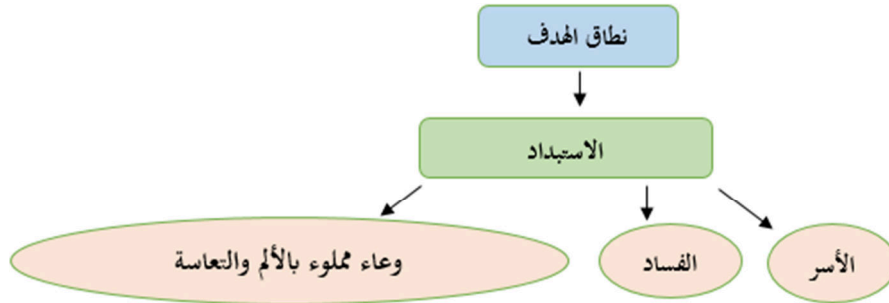 نطاق الهدف
الاستبداد
الأسر
الفساد
وعاء مملوء بالألم والتعاسة